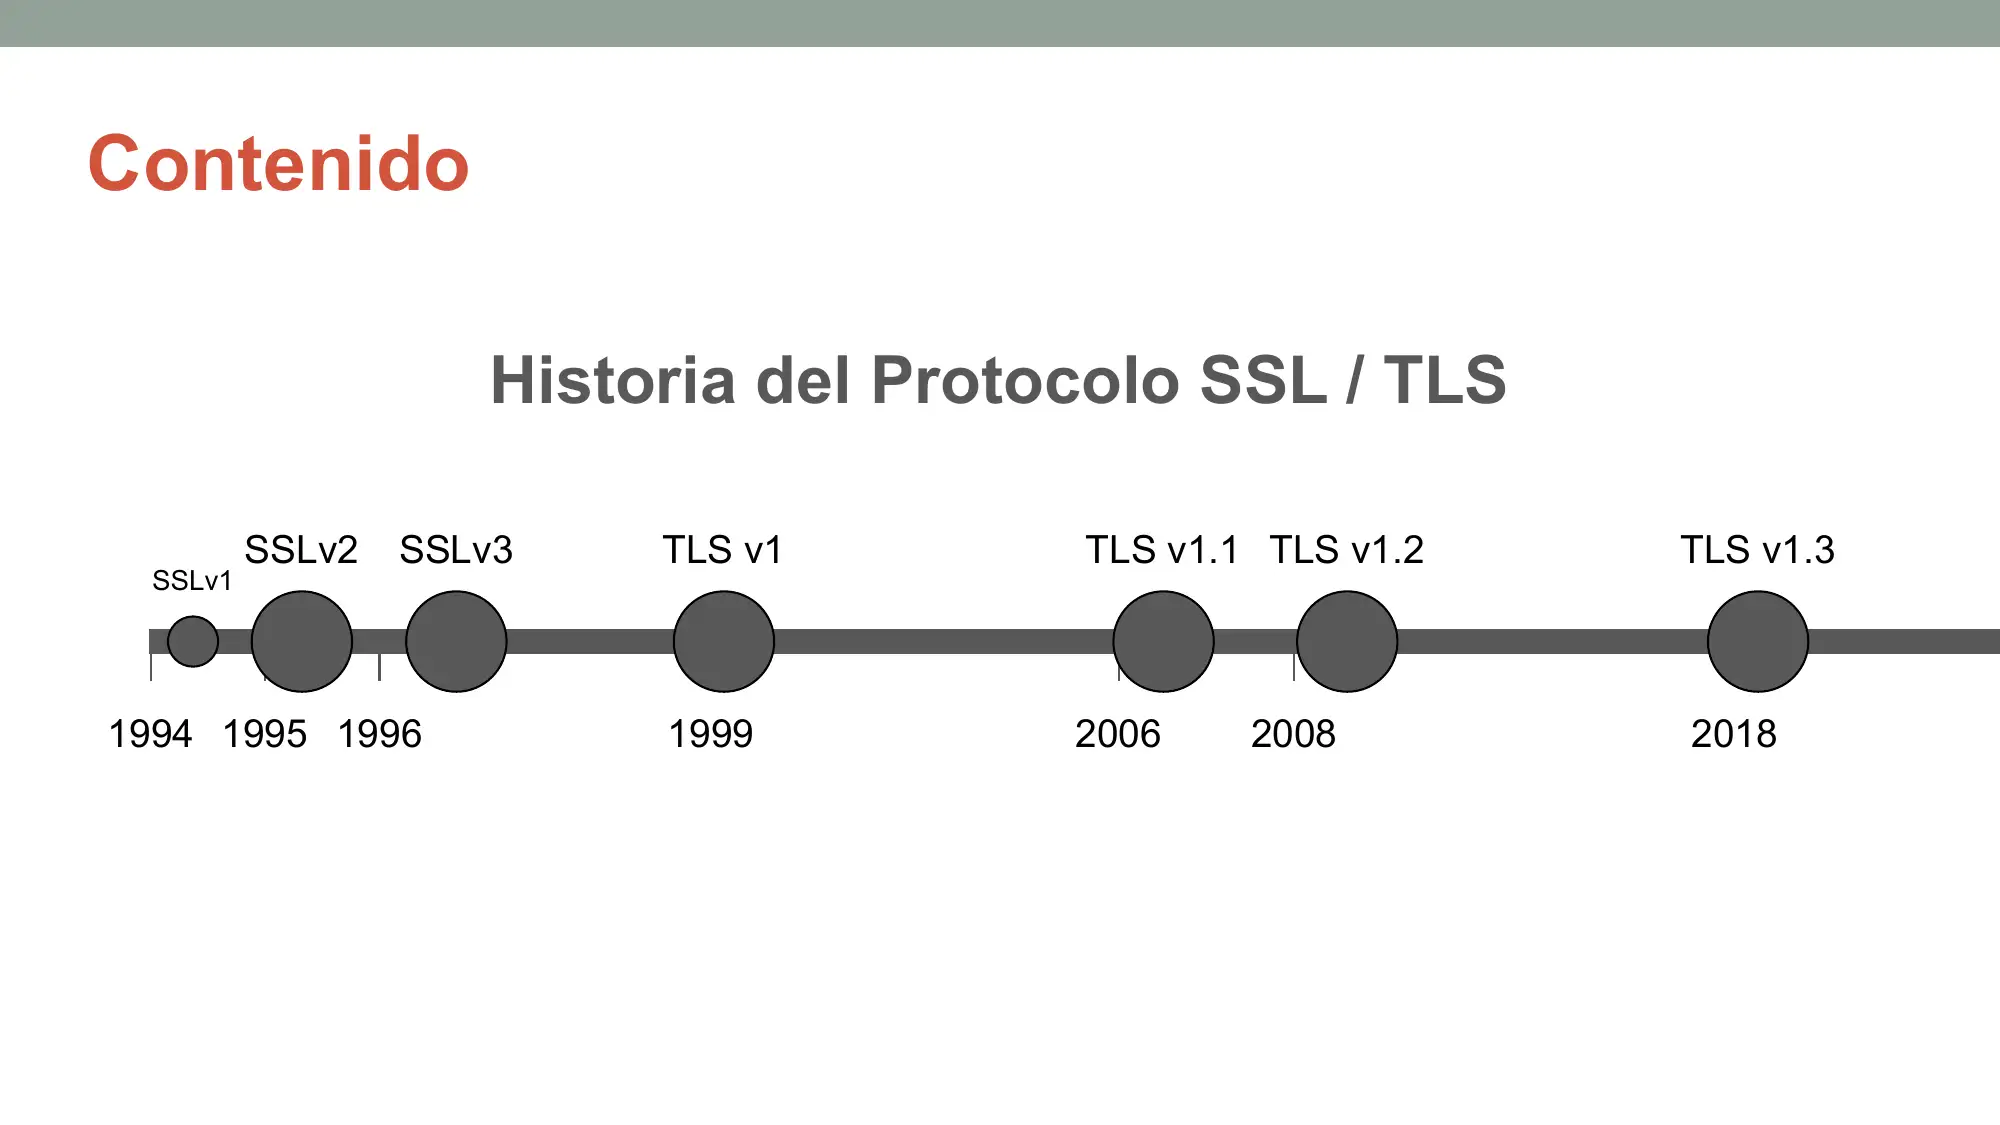 Contenido
Historia del Protocolo SSL / TLS
SSLv1
SSLv2
SSLv3
TLS v1
TLS v1.1
TLS v1.2
TLS v1.3
1994
1995
1996
1999
2006
2008
2018